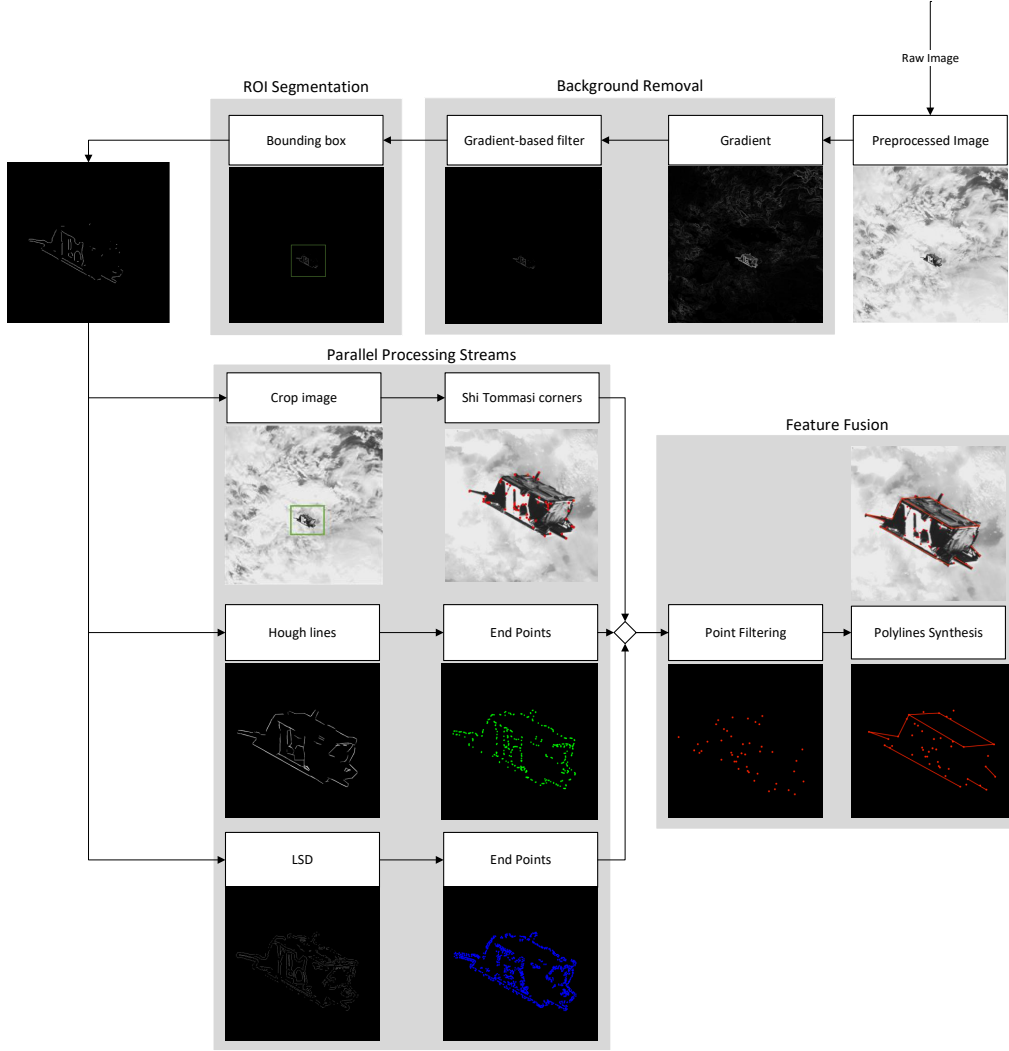 Raw Image
ROI Segmentation
Background Removal
Bounding box
Gradient-based filter
Gradient
Preprocessed Image
Parallel Processing Streams
Crop image
Shi Tommasi corners
Feature Fusion
Hough lines
End Points
Point Filtering
Polylines Synthesis
LSD
End Points